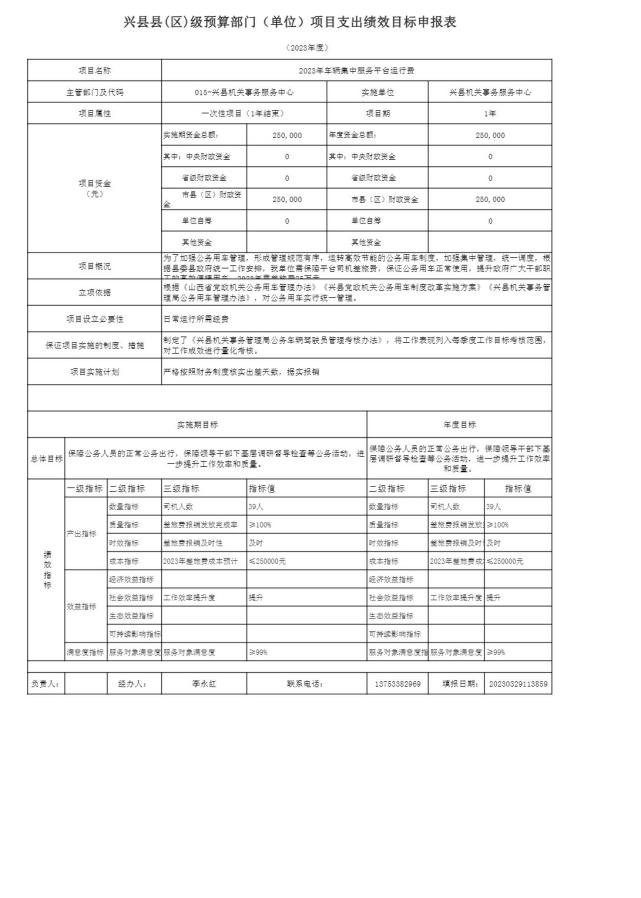 兴县县(区)级预算部门（单位）项目支出绩效目标申报表
（2023年度）
项目名称 2023年车辆集中服务平台运行费
主管部门及代码 015-兴县机关事务服务中心 实施单位 兴县机关事务服务中心
项目属性 一次性项目（1年结束） 项目期 1年
项目资金
（元）
实施期资金总额： 250,000 年度资金总额： 250,000
其中：中央财政资金 0 其中：中央财政资金 0
省级财政资金 0 省级财政资金 0
市县（区）财政资金 250,000 市县（区）财政资金 250,000
单位自筹 0 单位自筹 0
其他资金 其他资金
项目概况
为了加强公务用车管理，形成管理规范有序，运转高效节能的公务用车制度，加强集中管理，统一调度，根
据县委县政府统一工作安排，我单位需保障平台司机差旅费，保证公务用车正常使用，提升政府广大干部职
立项依据
根据《山西省党政机关公务用车管理办法》《兴县党政机关公务用车制度改革实施方案》《兴县机关事务管
理局公务用车管理办法》，对公务用车实行统一管理。
项目设立必要性 日常运行所需经费
保证项目实施的制度、措施
制定了《兴县机关事务管理局公务车辆驾驶员管理考核办法》，将工作表现列入每季度工作目标考核范围，
对工作成效进行量化考核。
项目实施计划 严格按照财务制度核实出差天数，据实报销
实施期目标 年度目标
总体目标
保障公务人员的正常公务出行，保障领导干部下基层调研督导检查等公务活动，进
一步提升工作效率和质量。
保障公务人员的正常公务出行，保障领导干部下基
层调研督导检查等公务活动，进一步提升工作效率
和质量。
绩效指标
一级指标 二级指标 三级指标 指标值 二级指标 三级指标 指标值
产出指标
数量指标 司机人数 39人 数量指标 司机人数 39人
质量指标 差旅费报销发放完成率 ≥100% 质量指标 差旅费报销发放 ≥100%
时效指标 差旅费报销及时性 及时 时效指标 差旅费报销及时 及时
成本指标 2023年差旅费成本预计 ≤250000元 成本指标 2023年差旅费成 ≤250000元
效益指标
经济效益指标 经济效益指标
社会效益指标 工作效率提升度 提升 社会效益指标 工作效率提升度 提升
生态效益指标 生态效益指标
可持续影响指标 可持续影响指标
满意度指标 服务对象满意度 服务对象满意度 ≥99% 服务对象满意度指 服务对象满意度 ≥99%
负责人： 经办人： 李永红 联系电话： 13753382969 填报日期： 20230329113859